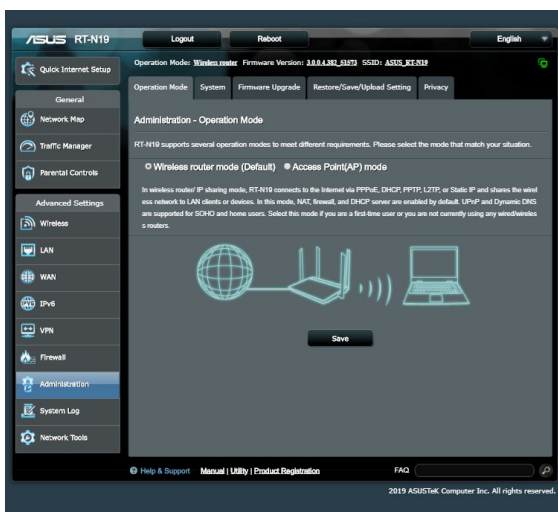 ASUS RT-N19 Logout Reboot English
Quick Internet Setup
Operation Mode: Wireless router Firmware Version: 3.0.0.4.382_51973 SSID: ASUS_RT-N19
Operation Mode System Firmware Upgrade Restore/Save/Upload Setting Privacy
General
Network Map
Traffic Manager
Parental Controls
Advanced Settings
Wireless
LAN
WAN
IPv6
VPN
Firewall
Administration
System Log
Network Tools
Administration - Operation Mode
RT-N19 supports several operation modes to meet different requirements. Please select the mode that match your situation.
Wireless router mode (Default) Access Point(AP) mode
In wireless router/ IP sharing mode, RT-N19 connects to the Internet via PPPoE, DHCP, PPTP, L2TP, or Static IP and shares the wirel
ess network to LAN clients or devices. In this mode, NAT, firewall, and DHCP server are enabled by default. UPnP and Dynamic DNS
are supported for SOHO and home users. Select this mode if you are a first-time user or you are not currently using any wired/wireles
s routers.
Save
Help & Support Manual | Utility | Product Registration FAQ
2019 ASUSTeK Computer Inc. All rights reserved.